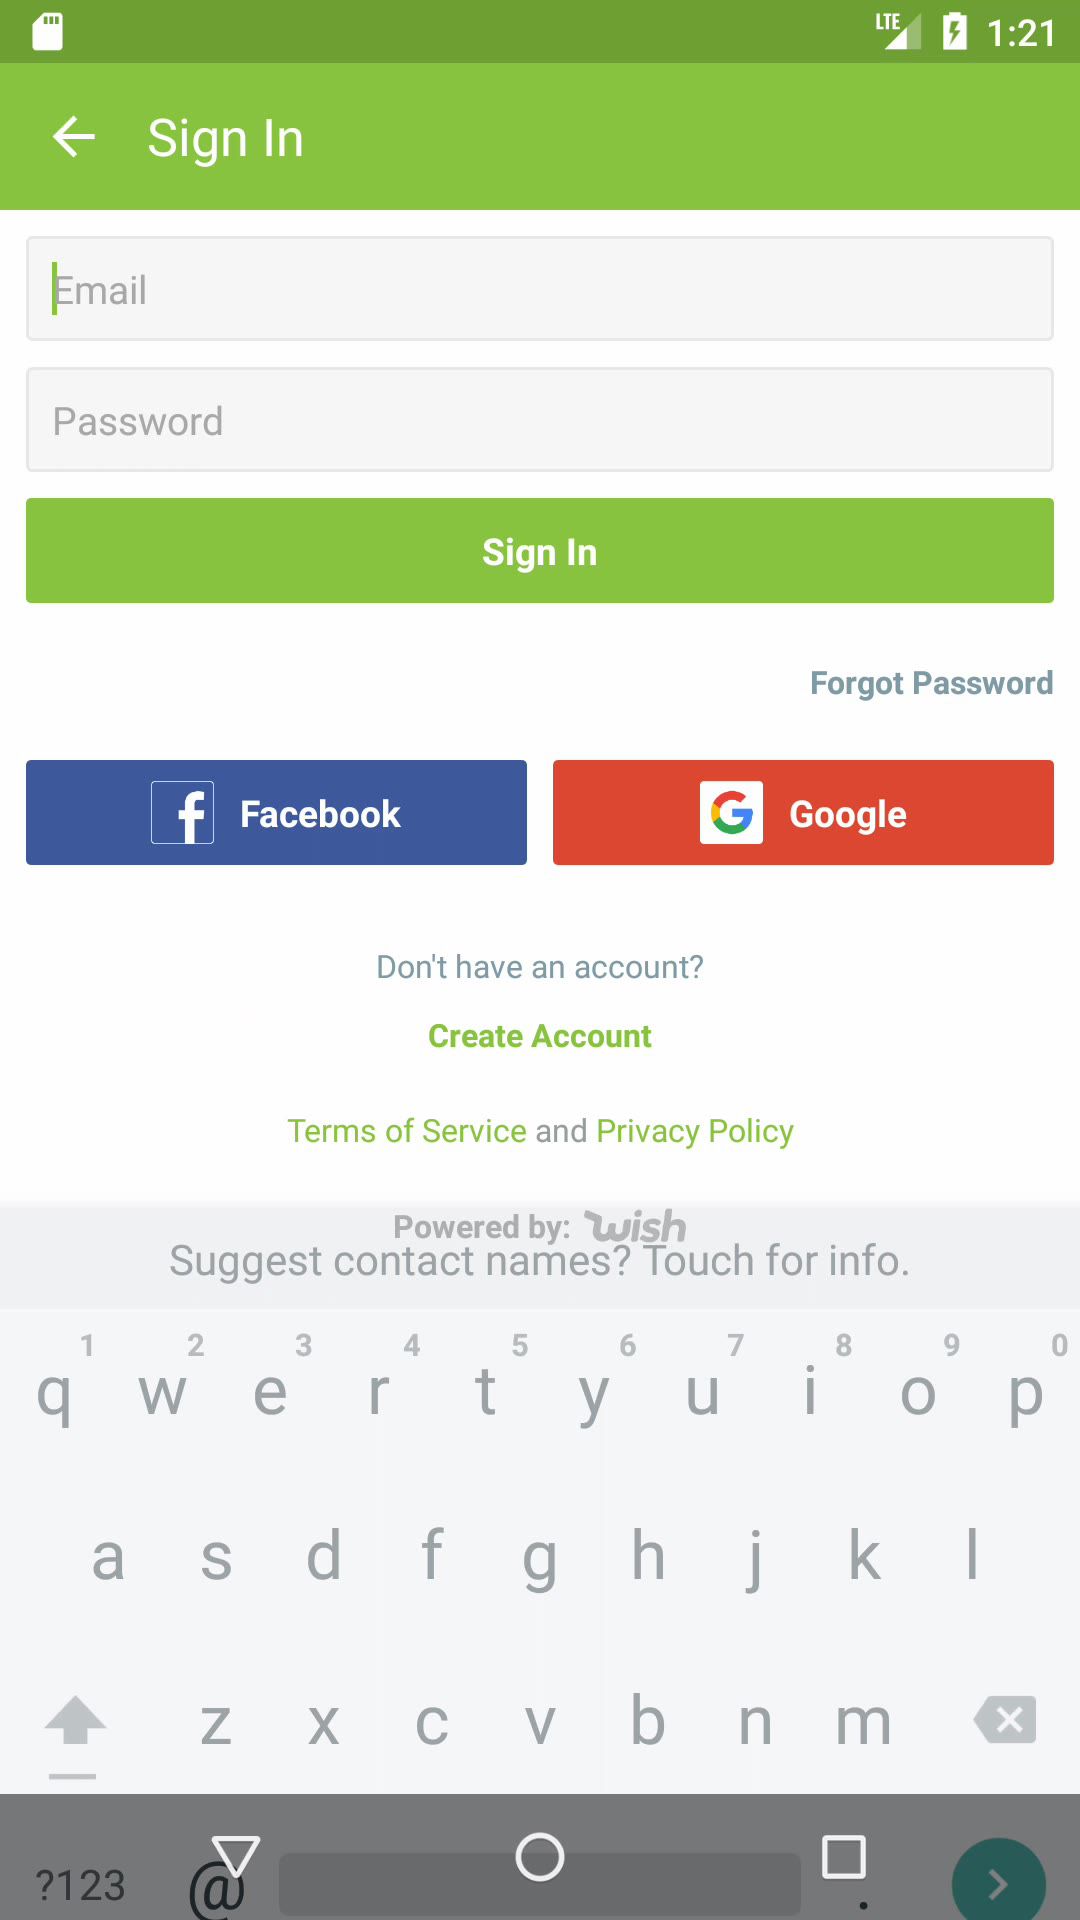 LTE 1:21
Sign In
Email
Password
Sign In
Forgot Password
f Facebook G Google
Don't have an account?
Create Account
Terms of Service and Privacy Policy
Powered by: wish
Suggest contact names? Touch for info.
1 2 3 4 5 6 7 8 9 0
q w e r t y u i o p
a s d f g h j k l
z x c v b n m
?123 @ .